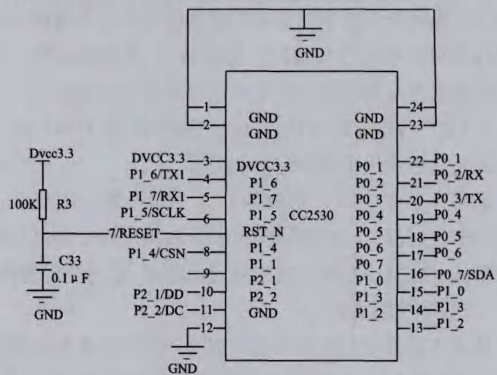 GND
1
2
3
4
5
6
7/RESET
8
9
10
11
12
DVCC3.3
P1_6/TX1
P1_7/RX1
P1_5/SCLK
P1_4/CSN
P2_1/DD
P2_2/DC
GND
Dvcc3.3
100K
R3
C33
0.1μF
GND
GND
GND
DVCC3.3
P1_6
P1_7
P1_5
RST_N
P1_4
P1_1
P2_1
P2_2
GND
CC2530
GND
GND
P0_1
P0_2
P0_3
P0_4
P0_5
P0_6
P0_7
P1_0
P1_3
P1_2
24
23
22
21
20
19
18
17
16
15
14
13
P0_1
P0_2/RX
P0_3/TX
P0_4
P0_5
P0_6
P0_7/SDA
P1_0
P1_3
P1_2